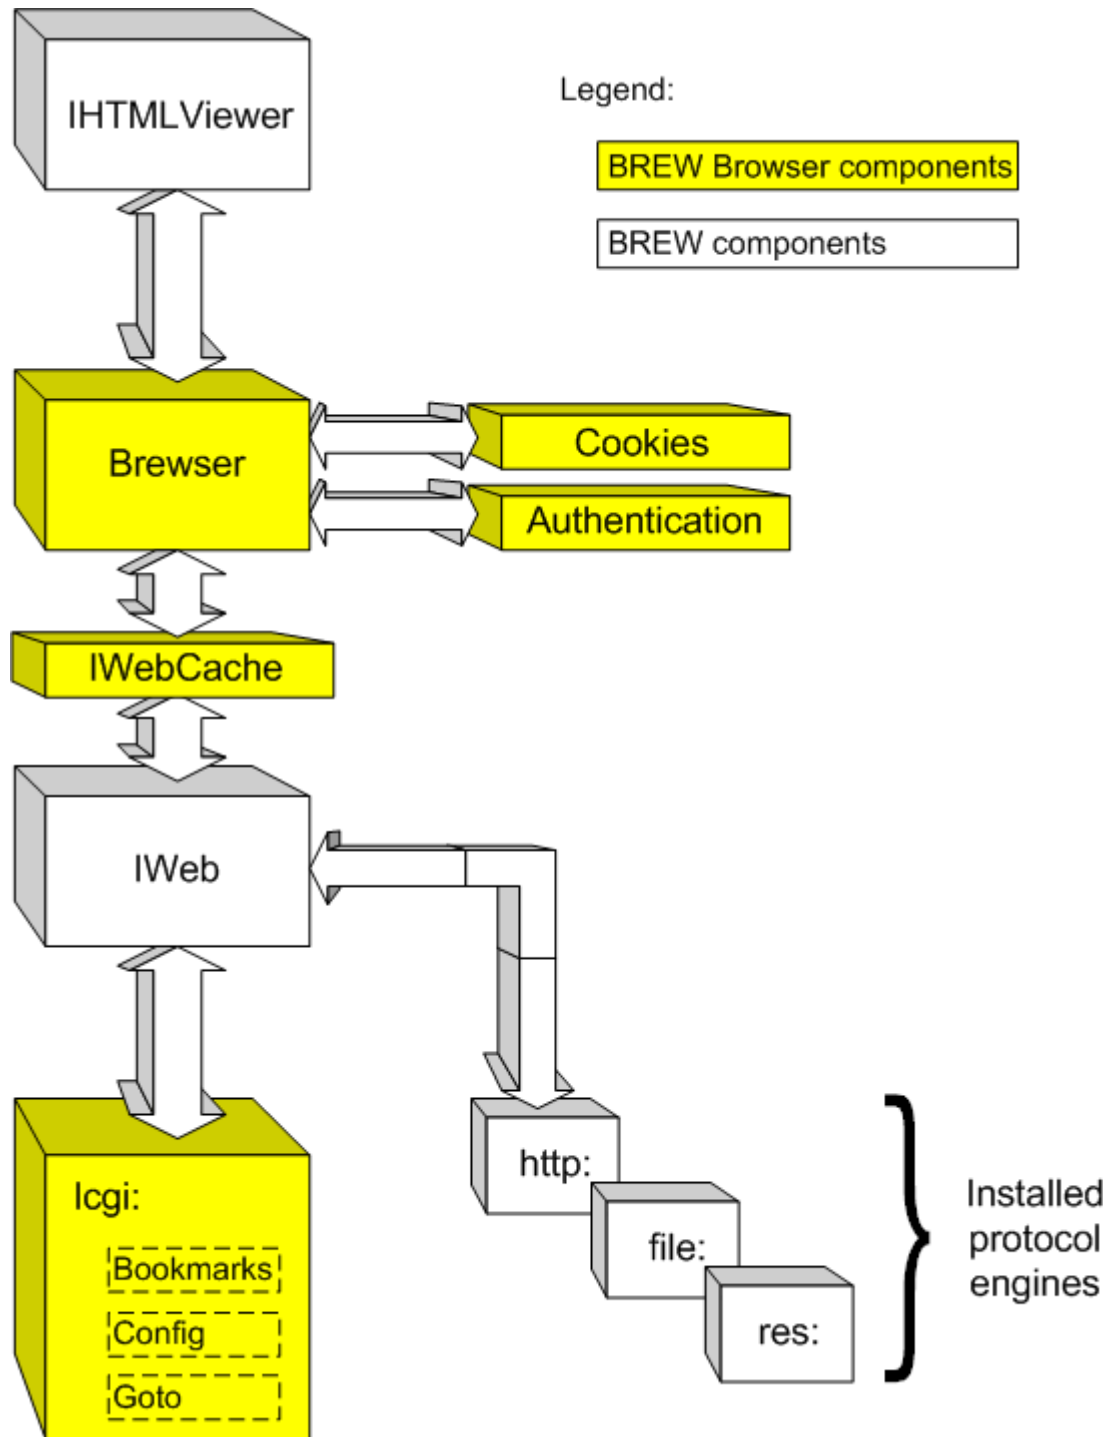 IHTMLViewer
Legend:
BREW Browser components
BREW components
Brewser
Cookies
Authentication
IWebCache
IWeb
lcgi:
Bookmarks
Config
Goto
http:
file:
res:
Installed
protocol
engines